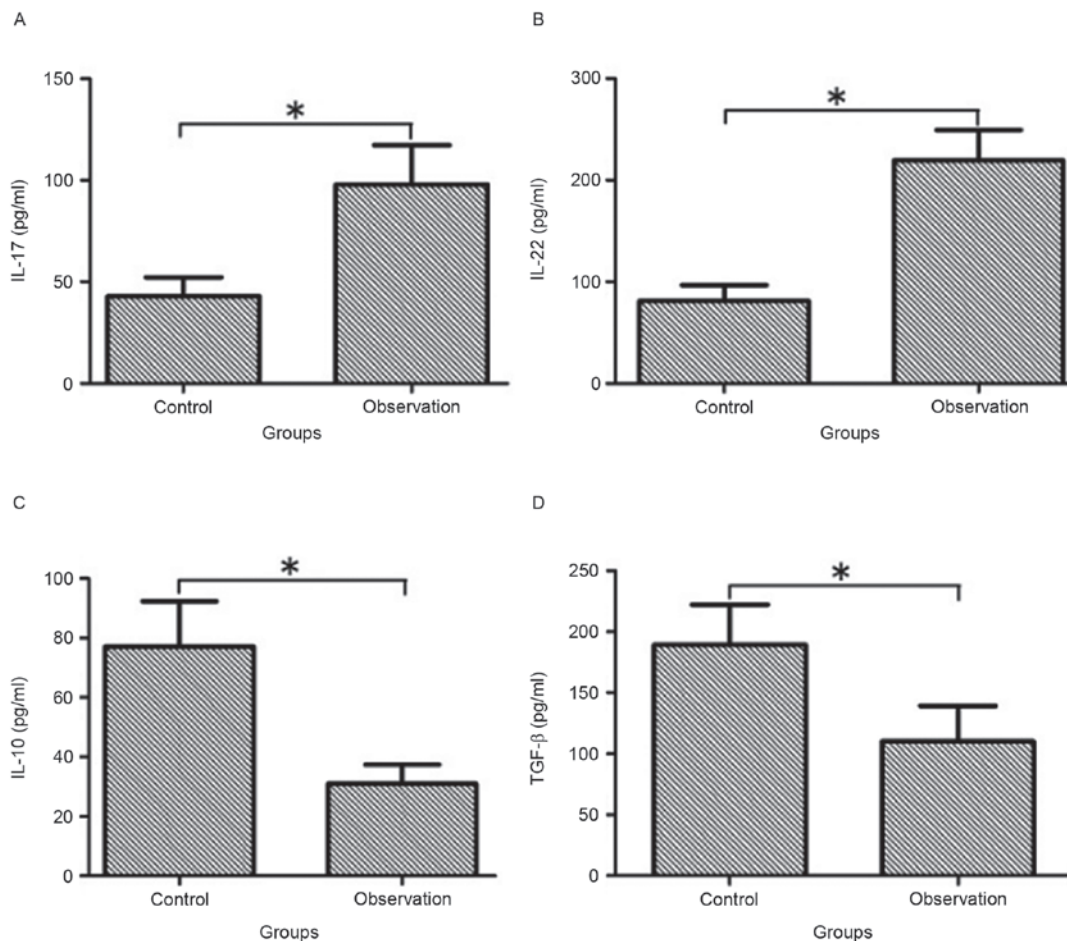 A
IL-17 (pg/ml)
150
100
50
0
*
Control
Observation
Groups
B
IL-22 (pg/ml)
300
200
100
0
*
Control
Observation
Groups
C
IL-10 (pg/ml)
100
80
60
40
20
0
*
Control
Observation
Groups
D
TGF-β (pg/ml)
250
200
150
100
50
0
*
Control
Observation
Groups